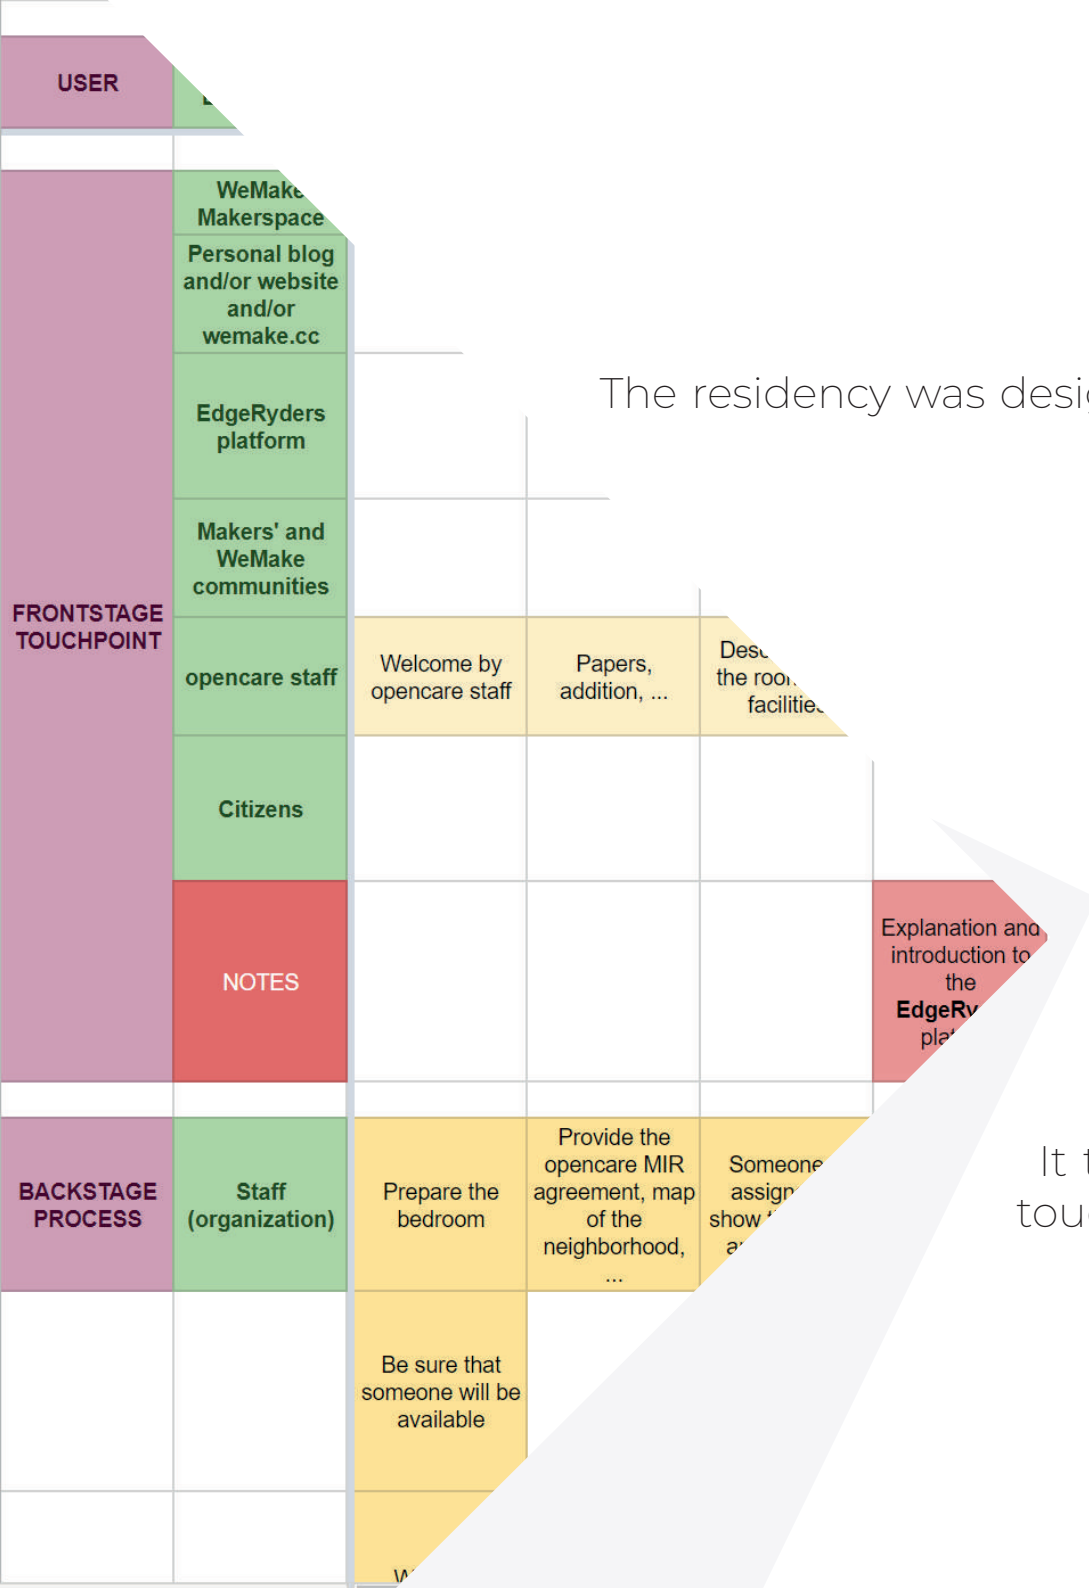 USER
WeMake
Makerspace
Personal blog
and/or website
and/or
wemake.cc
The residency was
EdgeRyders
platform
Makers' and
WeMake
communities
FRONTSTAGE
TOUCHPOINT
opencare staff
Welcome by
opencare staff
Papers,
addition, ...
the
facilities
Citizens
NOTES
Explanation and
introduction to
the
BACKSTAGE
PROCESS
Staff
(organization)
Prepare the
bedroom
Provide the
opencare MIR
agreement, map
of the
neighborhood,
...
Someone
show
It
Be sure that
someone will be
available